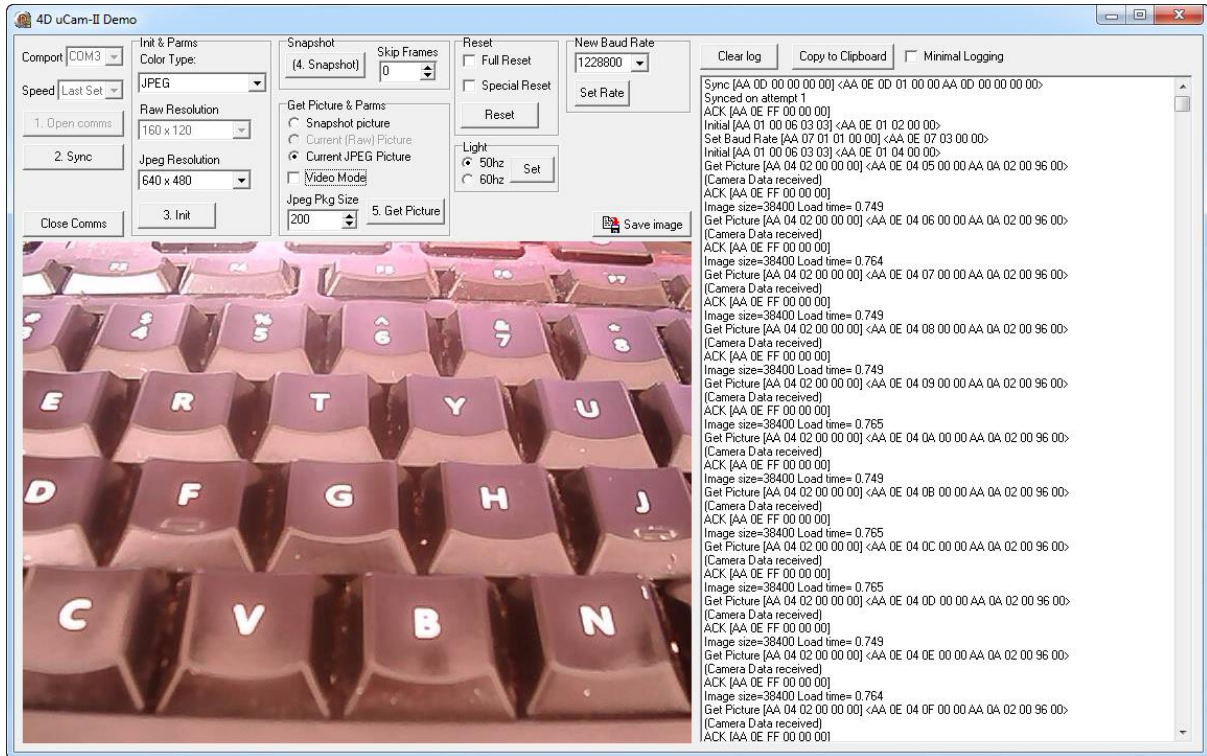 4D uCam-II Demo
Comport COM3
Speed Last Set
1. Open comms
2. Sync
Close Comms
Init & Parms
Color Type:
JPEG
Raw Resolution
160 x 120
Jpeg Resolution
640 x 480
3. Init
Snapshot
(4. Snapshot)
Skip Frames
0
Get Picture & Parms
Snapshot picture
Current (Raw) Picture
Current JPEG Picture
Video Mode
Jpeg Pkg Size
200
5. Get Picture
Reset
Full Reset
Special Reset
Reset
Light
50hz
60hz
Set
New Baud Rate
1228800
Set Rate
Save image
Clear log
Copy to Clipboard
Minimal Logging
Sync [AA 0D 00 00 00 00] <AA 0E 0D 01 00 00 AA 0D 00 00 00 00>
Synced on attempt 1
ACK [AA 0E FF 00 00 00]
Initial [AA 01 00 06 03 03] <AA 0E 01 02 00 00>
Set Baud Rate [AA 07 01 01 00 00] <AA 0E 07 03 00 00>
Initial [AA 01 00 06 03 03] <AA 0E 01 04 00 00>
Get Picture [AA 04 02 00 00 00] <AA 0E 04 05 00 00 AA 0A 02 00 96 00>
(Camera Data received)
ACK [AA 0E FF 00 00 00]
Image size=38400 Load time= 0.749
Get Picture [AA 04 02 00 00 00] <AA 0E 04 06 00 00 AA 0A 02 00 96 00>
(Camera Data received)
ACK [AA 0E FF 00 00 00]
Image size=38400 Load time= 0.764
Get Picture [AA 04 02 00 00 00] <AA 0E 04 07 00 00 AA 0A 02 00 96 00>
(Camera Data received)
ACK [AA 0E FF 00 00 00]
Image size=38400 Load time= 0.749
Get Picture [AA 04 02 00 00 00] <AA 0E 04 08 00 00 AA 0A 02 00 96 00>
(Camera Data received)
ACK [AA 0E FF 00 00 00]
Image size=38400 Load time= 0.749
Get Picture [AA 04 02 00 00 00] <AA 0E 04 09 00 00 AA 0A 02 00 96 00>
(Camera Data received)
ACK [AA 0E FF 00 00 00]
Image size=38400 Load time= 0.765
Get Picture [AA 04 02 00 00 00] <AA 0E 04 0A 00 00 AA 0A 02 00 96 00>
(Camera Data received)
ACK [AA 0E FF 00 00 00]
Image size=38400 Load time= 0.749
Get Picture [AA 04 02 00 00 00] <AA 0E 04 0B 00 00 AA 0A 02 00 96 00>
(Camera Data received)
ACK [AA 0E FF 00 00 00]
Image size=38400 Load time= 0.765
Get Picture [AA 04 02 00 00 00] <AA 0E 04 0C 00 00 AA 0A 02 00 96 00>
(Camera Data received)
ACK [AA 0E FF 00 00 00]
Image size=38400 Load time= 0.765
Get Picture [AA 04 02 00 00 00] <AA 0E 04 0D 00 00 AA 0A 02 00 96 00>
(Camera Data received)
ACK [AA 0E FF 00 00 00]
Image size=38400 Load time= 0.749
Get Picture [AA 04 02 00 00 00] <AA 0E 04 0E 00 00 AA 0A 02 00 96 00>
(Camera Data received)
ACK [AA 0E FF 00 00 00]
Image size=38400 Load time= 0.764
Get Picture [AA 04 02 00 00 00] <AA 0E 04 0F 00 00 AA 0A 02 00 96 00>
(Camera Data received)
ACK [AA 0E FF 00 00 00]
F5 F6 F7
$ % ^ & *
4 5 6 7 8
E R T Y U
D F G H J
C V B N